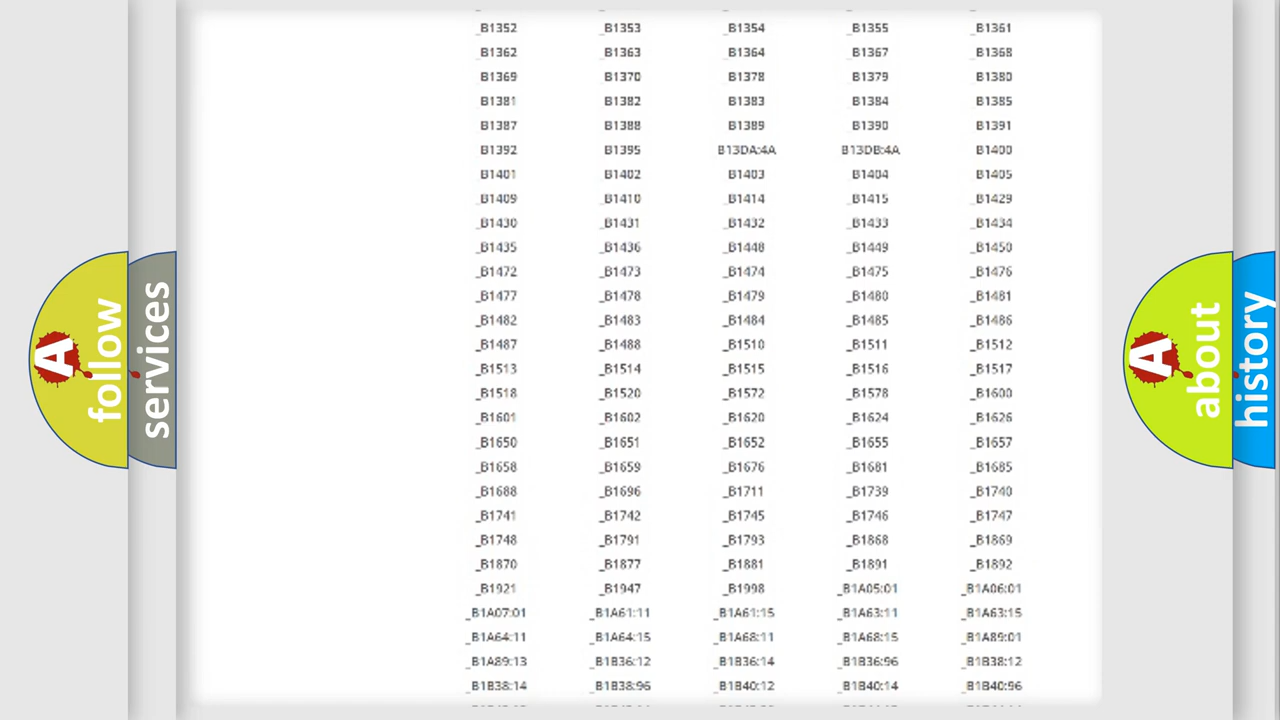 _B1352 _B1353 _B1354 _B1355 _B1361
_B1362 _B1363 _B1364 _B1367 _B1368
B1369 B1370 B1378 B1379 B1380
B1381 B1382 B1383 B1384 B1385
B1387 B1388 B1389 B1390 B1391
B1392 B1395 B13DA:4A B13DB:4A B1400
B1401 B1402 B1403 B1404 B1405
_B1409 _B1410 _B1414 _B1415 _B1429
_B1430 _B1431 _B1432 _B1433 _B1434
_B1435 _B1436 _B1448 _B1449 _B1450
_B1472 _B1473 _B1474 _B1475 _B1476
_B1477 _B1478 _B1479 _B1480 _B1481
_B1482 _B1483 _B1484 _B1485 _B1486
_B1487 _B1488 _B1510 _B1511 _B1512
_B1513 _B1514 _B1515 _B1516 _B1517
_B1518 _B1520 _B1572 _B1578 _B1600
_B1601 _B1602 _B1620 _B1624 _B1626
_B1650 _B1651 _B1652 _B1655 _B1657
_B1658 _B1659 _B1676 _B1681 _B1685
_B1688 _B1696 _B1711 _B1739 _B1740
_B1741 _B1742 _B1745 _B1746 _B1747
_B1748 _B1791 _B1793 _B1868 _B1869
_B1870 _B1877 _B1881 _B1891 _B1892
_B1921 _B1947 _B1998 _B1A05:01 _B1A06:01
_B1A07:01 _B1A61:11 _B1A61:15 _B1A63:11 _B1A63:15
_B1A64:11 _B1A64:15 _B1A68:11 _B1A68:15 _B1A89:01
_B1A89:13 _B1B36:12 _B1B36:14 _B1B36:96 _B1B38:12
_B1B38:14 _B1B38:96 _B1B40:12 _B1B40:14 _B1B40:96
A follow
services
A about
history